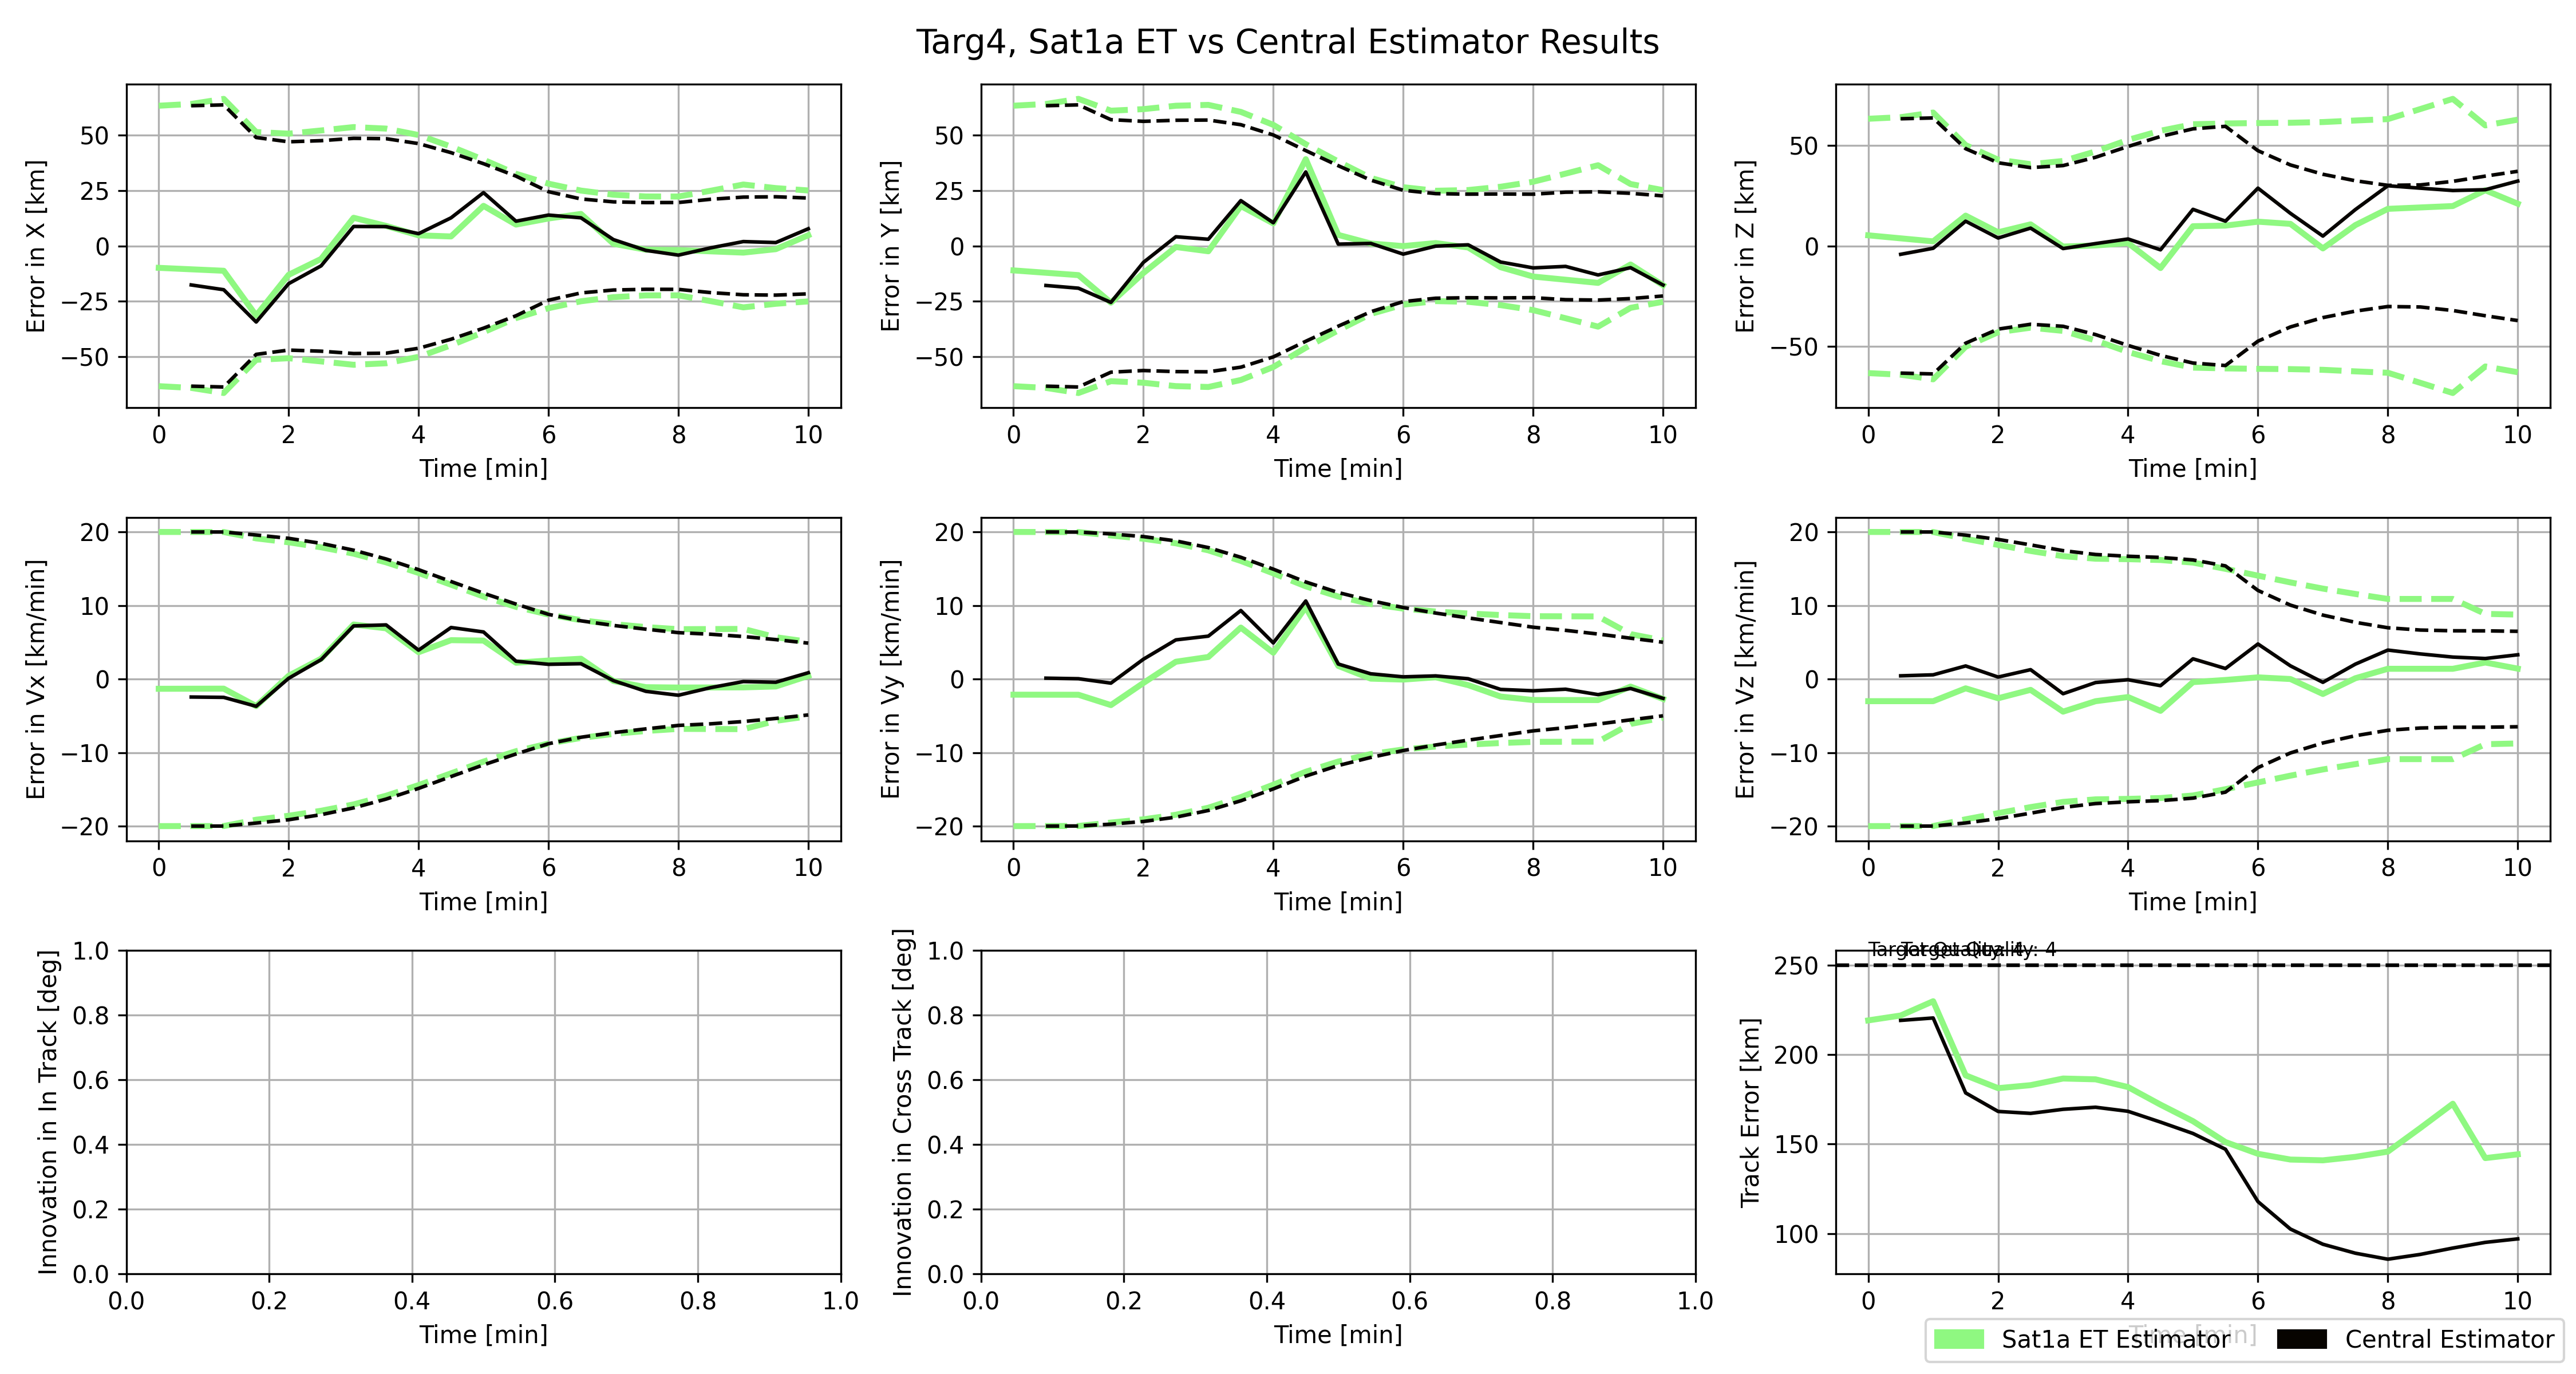 Targ4, Sat1a ET vs Central Estimator Results
Error in X [km]
50
25
0
−25
−50
0 2 4 6 8 10
Time [min]
Error in Y [km]
50
25
0
−25
−50
0 2 4 6 8 10
Time [min]
Error in Z [km]
50
0
−50
0 2 4 6 8 10
Time [min]
Error in Vx [km/min]
20
10
0
−10
−20
0 2 4 6 8 10
Time [min]
Error in Vy [km/min]
20
10
0
−10
−20
0 2 4 6 8 10
Time [min]
Error in Vz [km/min]
20
10
0
−10
−20
0 2 4 6 8 10
Time [min]
Innovation in In Track [deg]
1.0
0.8
0.6
0.4
0.2
0.0
0.0 0.2 0.4 0.6 0.8 1.0
Time [min]
Innovation in Cross Track [deg]
1.0
0.8
0.6
0.4
0.2
0.0
0.0 0.2 0.4 0.6 0.8 1.0
Time [min]
Target Quality: 4
Target Quality: 4
Track Error [km]
250
200
150
100
0 2 4 6 8 10
Time [min]
Sat1a ET Estimator
Central Estimator